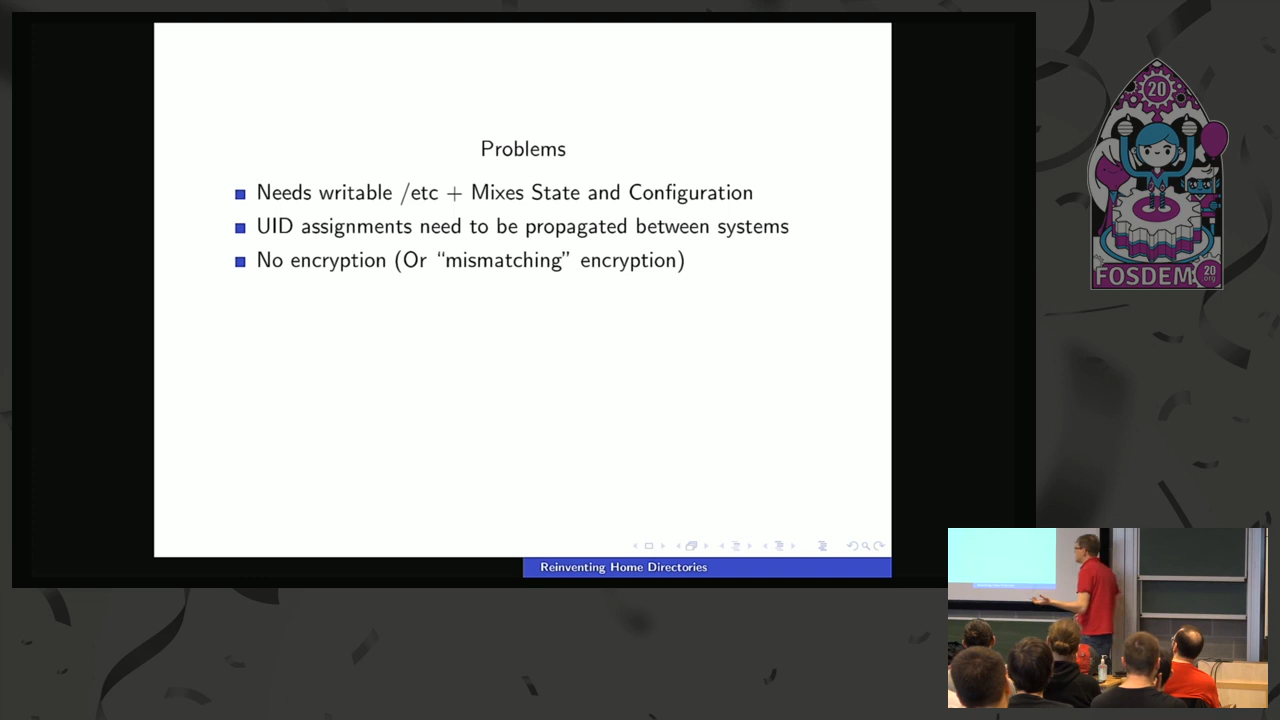 Problems
Needs writable /etc + Mixes State and Configuration
UID assignments need to be propagated between systems
No encryption (Or “mismatching” encryption)
Reinventing Home Directories
20
FOSDEM
20
.org